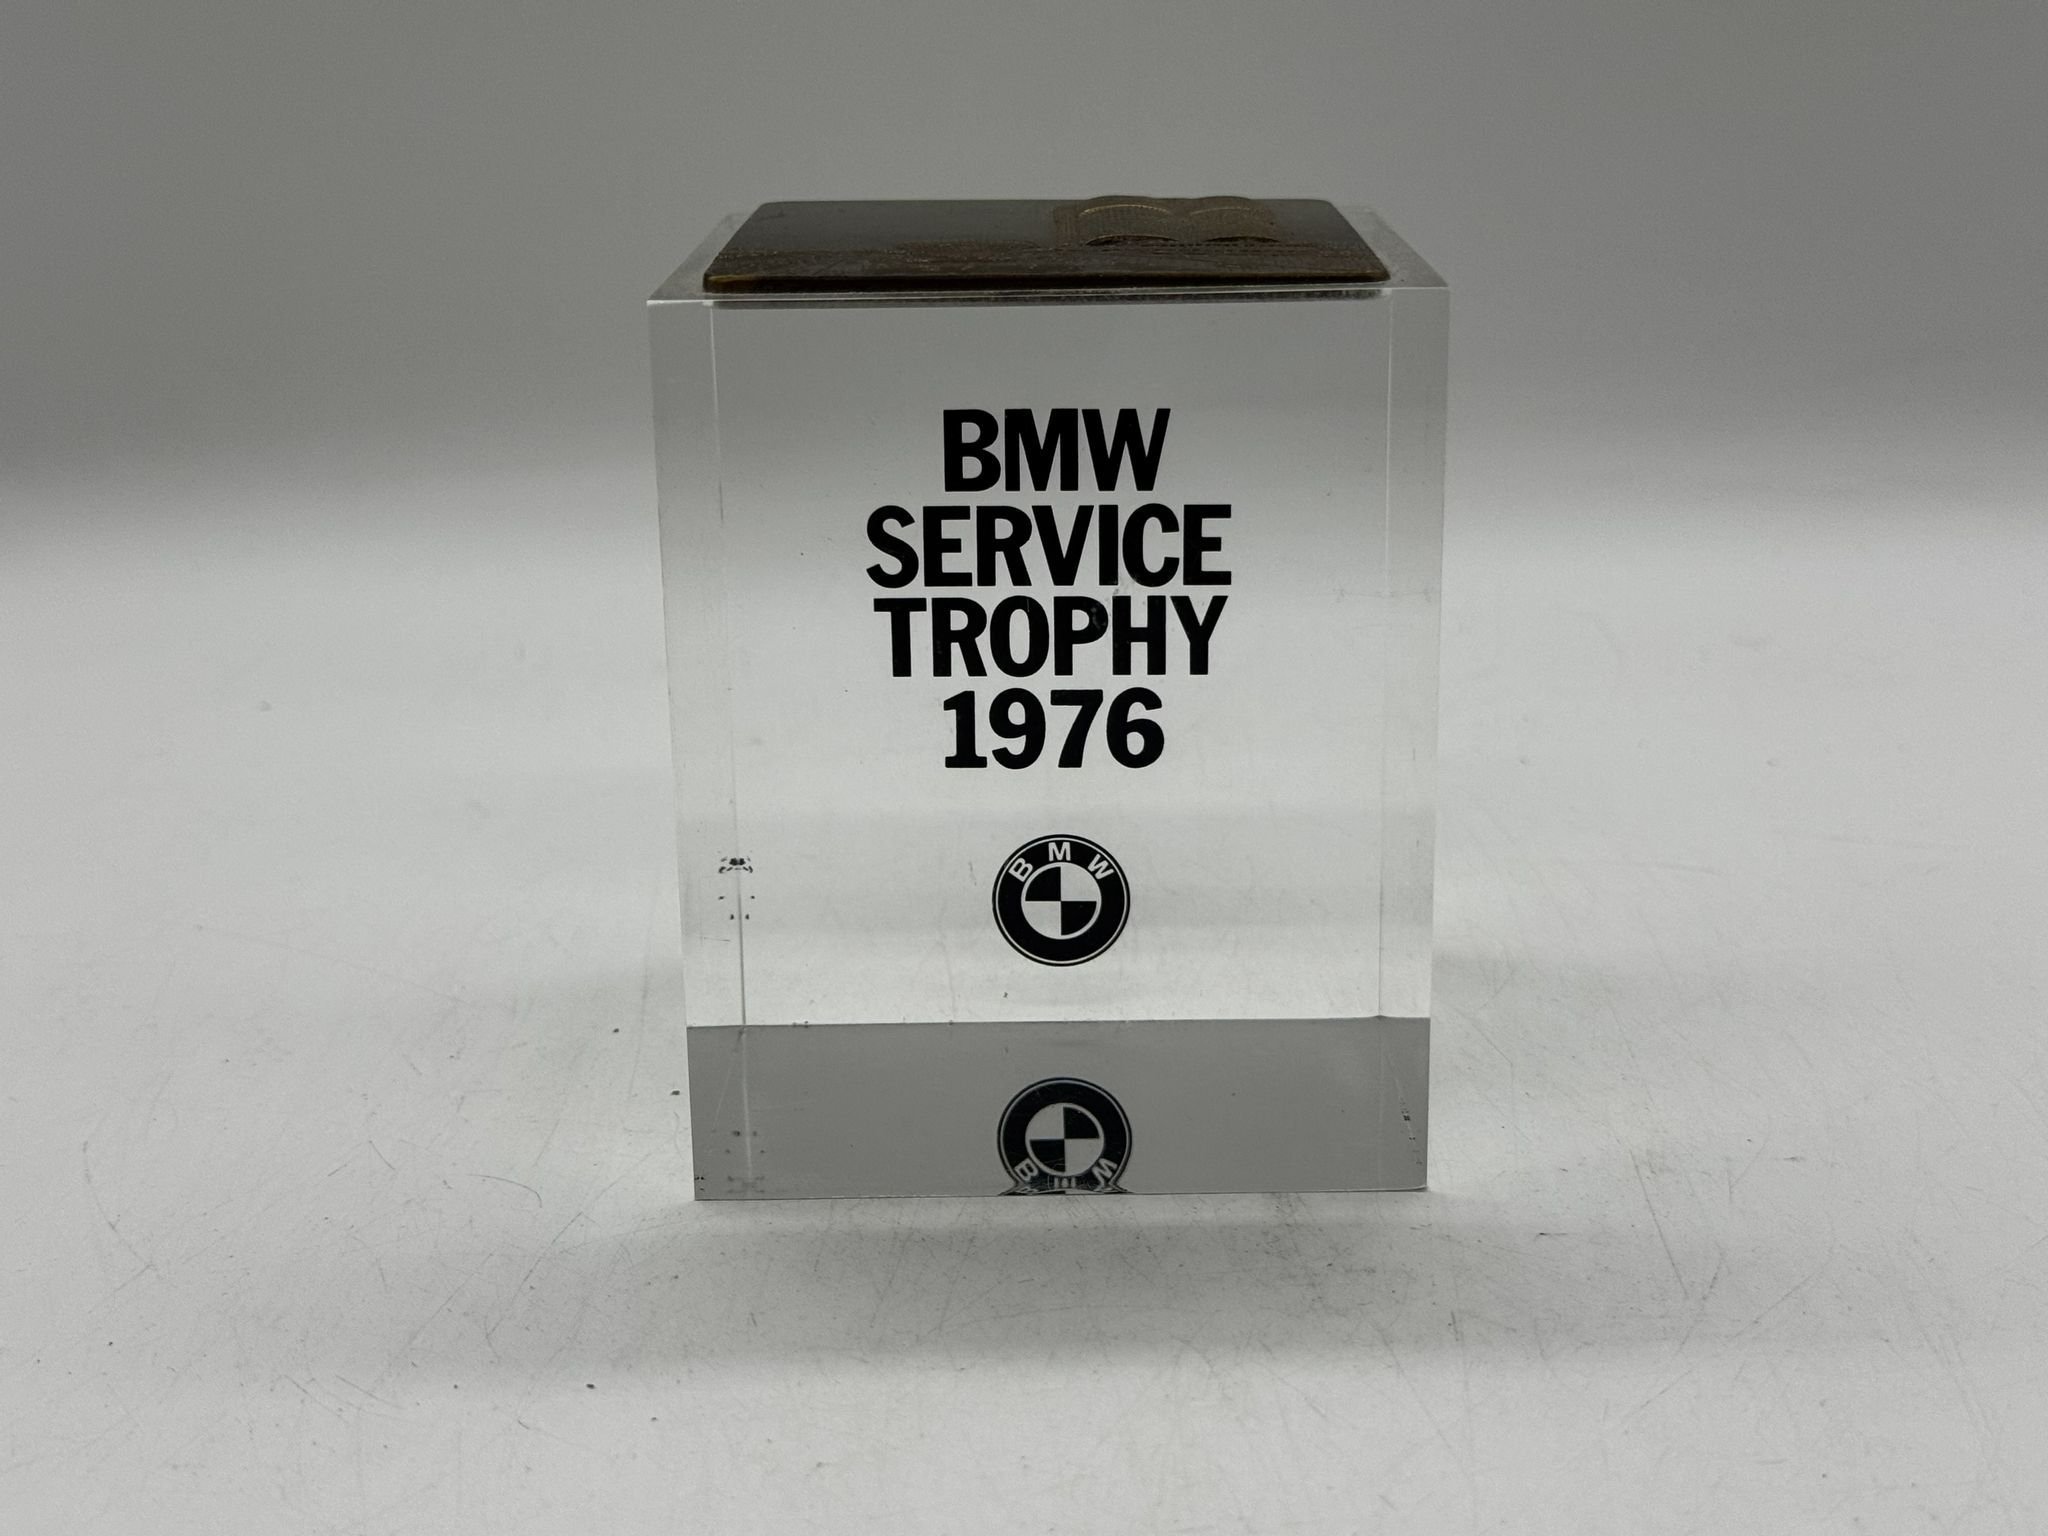 BMW
SERVICE
TROPHY
1976
BMW